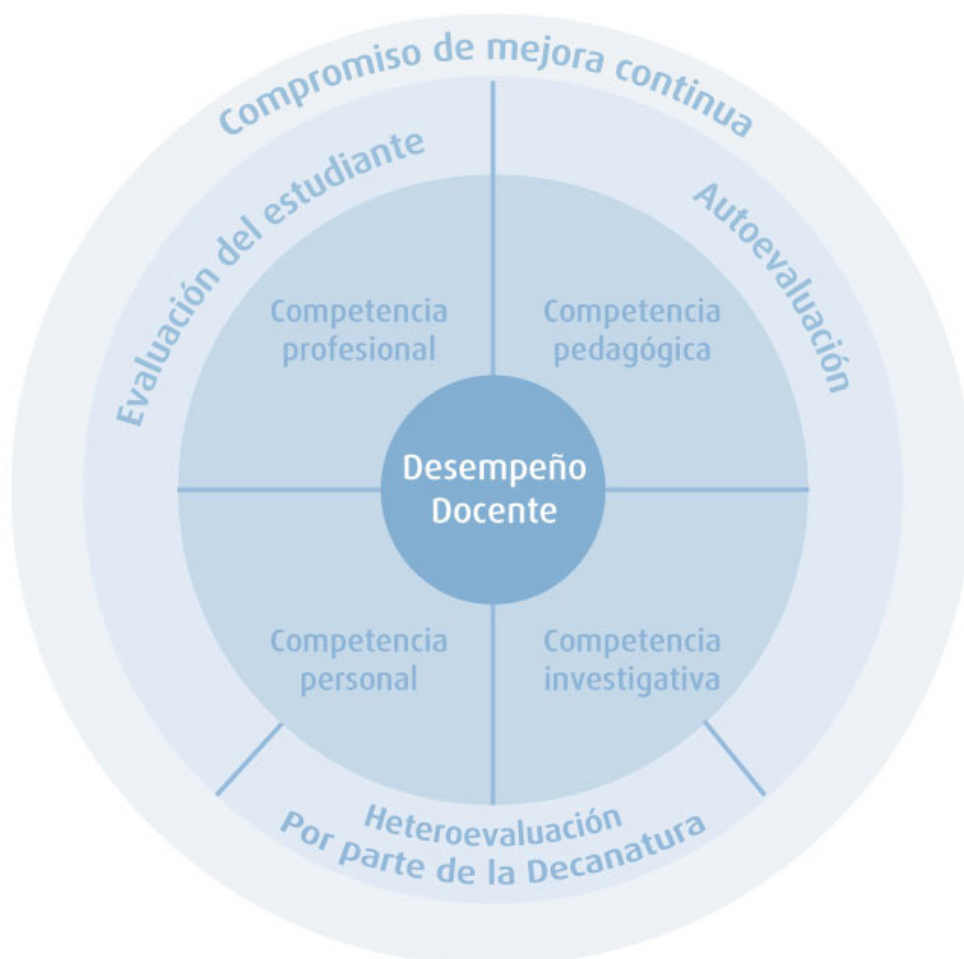 Compromiso de mejora continua
Evaluación del estudiante
Autoevaluación
Competencia
profesional
Competencia
pedagógica
Desempeño
Docente
Competencia
personal
Competencia
investigativa
Heteroevaluación
Por parte de la Decanatura